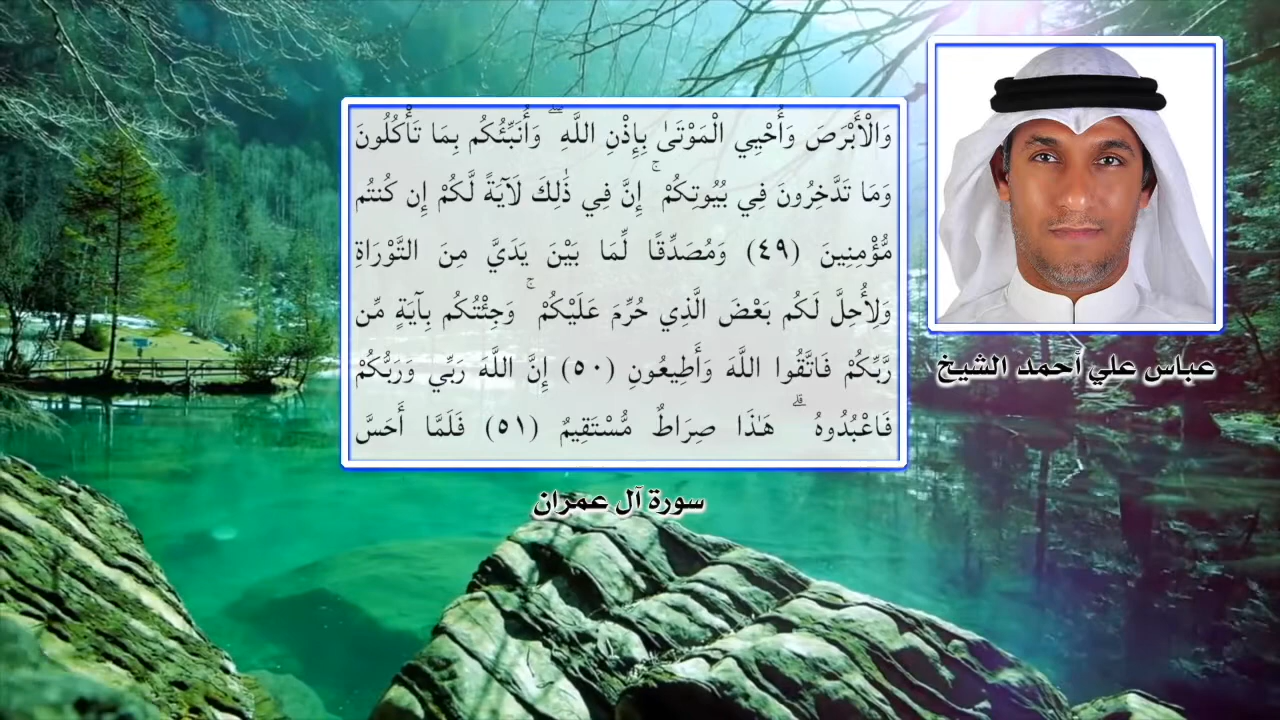 وَالْأَبْرَصَ وَأُحْيِي الْمَوْتَىٰ بِإِذْنِ اللَّهِ ۖ وَأُنَبِّئُكُم بِمَا تَأْكُلُونَ
وَمَا تَدَّخِرُونَ فِي بُيُوتِكُمْ ۚ إِنَّ فِي ذَٰلِكَ لَآيَةً لَّكُمْ إِن كُنتُم
مُّؤْمِنِينَ (٤٩) وَمُصَدِّقًا لِّمَا بَيْنَ يَدَيَّ مِنَ التَّوْرَاةِ
وَلِأُحِلَّ لَكُم بَعْضَ الَّذِي حُرِّمَ عَلَيْكُمْ ۚ وَجِئْتُكُم بِآيَةٍ مِّن
رَّبِّكُمْ فَاتَّقُوا اللَّهَ وَأَطِيعُونِ (٥٠) إِنَّ اللَّهَ رَبِّي وَرَبُّكُمْ
فَاعْبُدُوهُ ۗ هَٰذَا صِرَاطٌ مُّسْتَقِيمٌ (٥١) فَلَمَّا أَحَسَّ
عباس علي أحمد الشيخ
سورة آل عمران